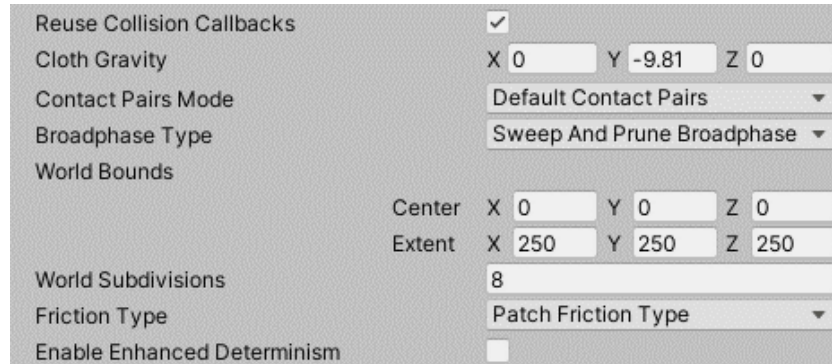 Reuse Collision Callbacks
Cloth Gravity X 0 Y -9.81 Z 0
Contact Pairs Mode Default Contact Pairs
Broadphase Type Sweep And Prune Broadphase
World Bounds
Center X 0 Y 0 Z 0
Extent X 250 Y 250 Z 250
World Subdivisions 8
Friction Type Patch Friction Type
Enable Enhanced Determinism